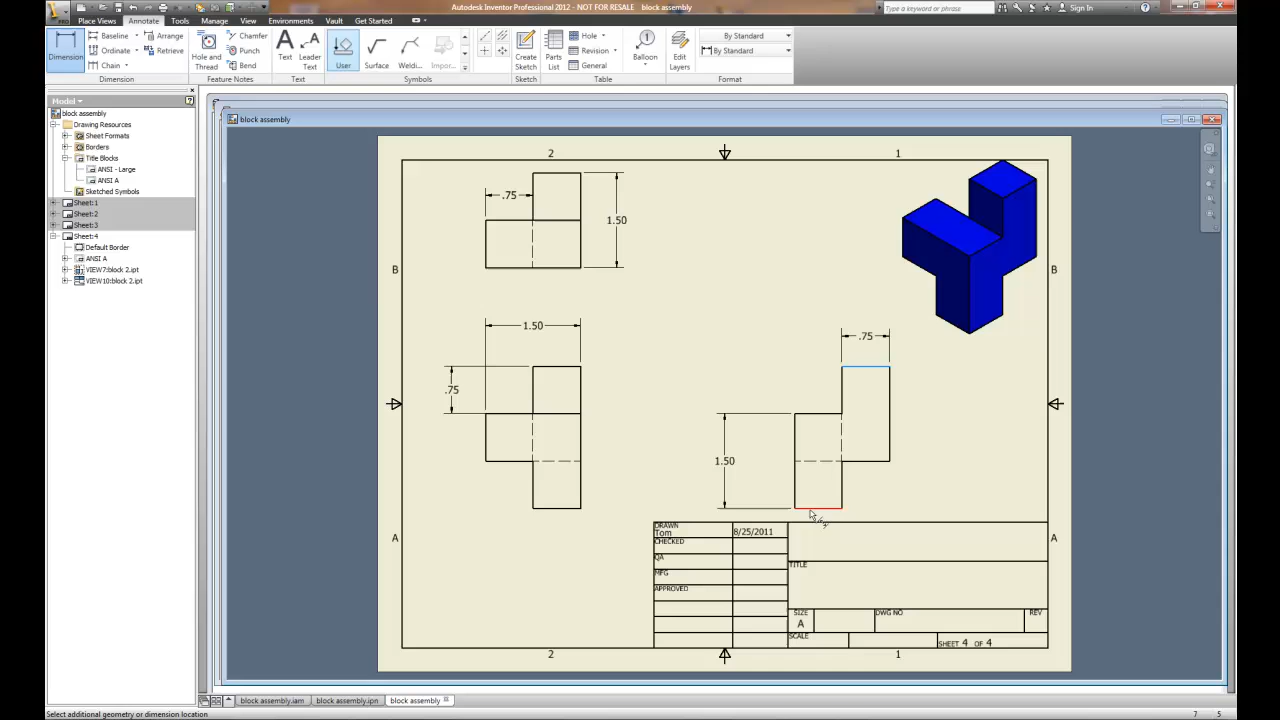 PRO
Autodesk Inventor Professional 2012 - NOT FOR RESALE block assembly
Type a keyword or phrase
Sign In
Place Views Annotate Tools Manage View Environments Vault Get Started
Dimension
Baseline
Ordinate
Chain
Arrange
Retrieve
Dimension
Hole and Thread
Chamfer
Punch
Bend
Feature Notes
Text
Leader Text
Text
User
Surface
Weldi...
Impor...
Symbols
Create Sketch
Sketch
Parts List
Hole
Revision
General
Table
Balloon
1
Edit Layers
By Standard
By Standard
Format
Model
block assembly
Drawing Resources
Sheet Formats
Borders
Title Blocks
ANSI - Large
ANSI A
Sketched Symbols
Sheet:1
Sheet:2
Sheet:3
Sheet:4
Default Border
ANSI A
VIEW7:block 2.ipt
VIEW10:block 2.ipt
block assembly
2 1
.75
1.50
B B
1.50
.75
.75
1.50
A A
DRAWN
Tom
8/25/2011
CHECKED
QA
MFG
APPROVED
TITLE
SIZE
A
DWG NO
REV
SCALE
SHEET 4 OF 4
2 1
block assembly.iam block assembly.ipn block assembly
Select additional geometry or dimension location
7 5